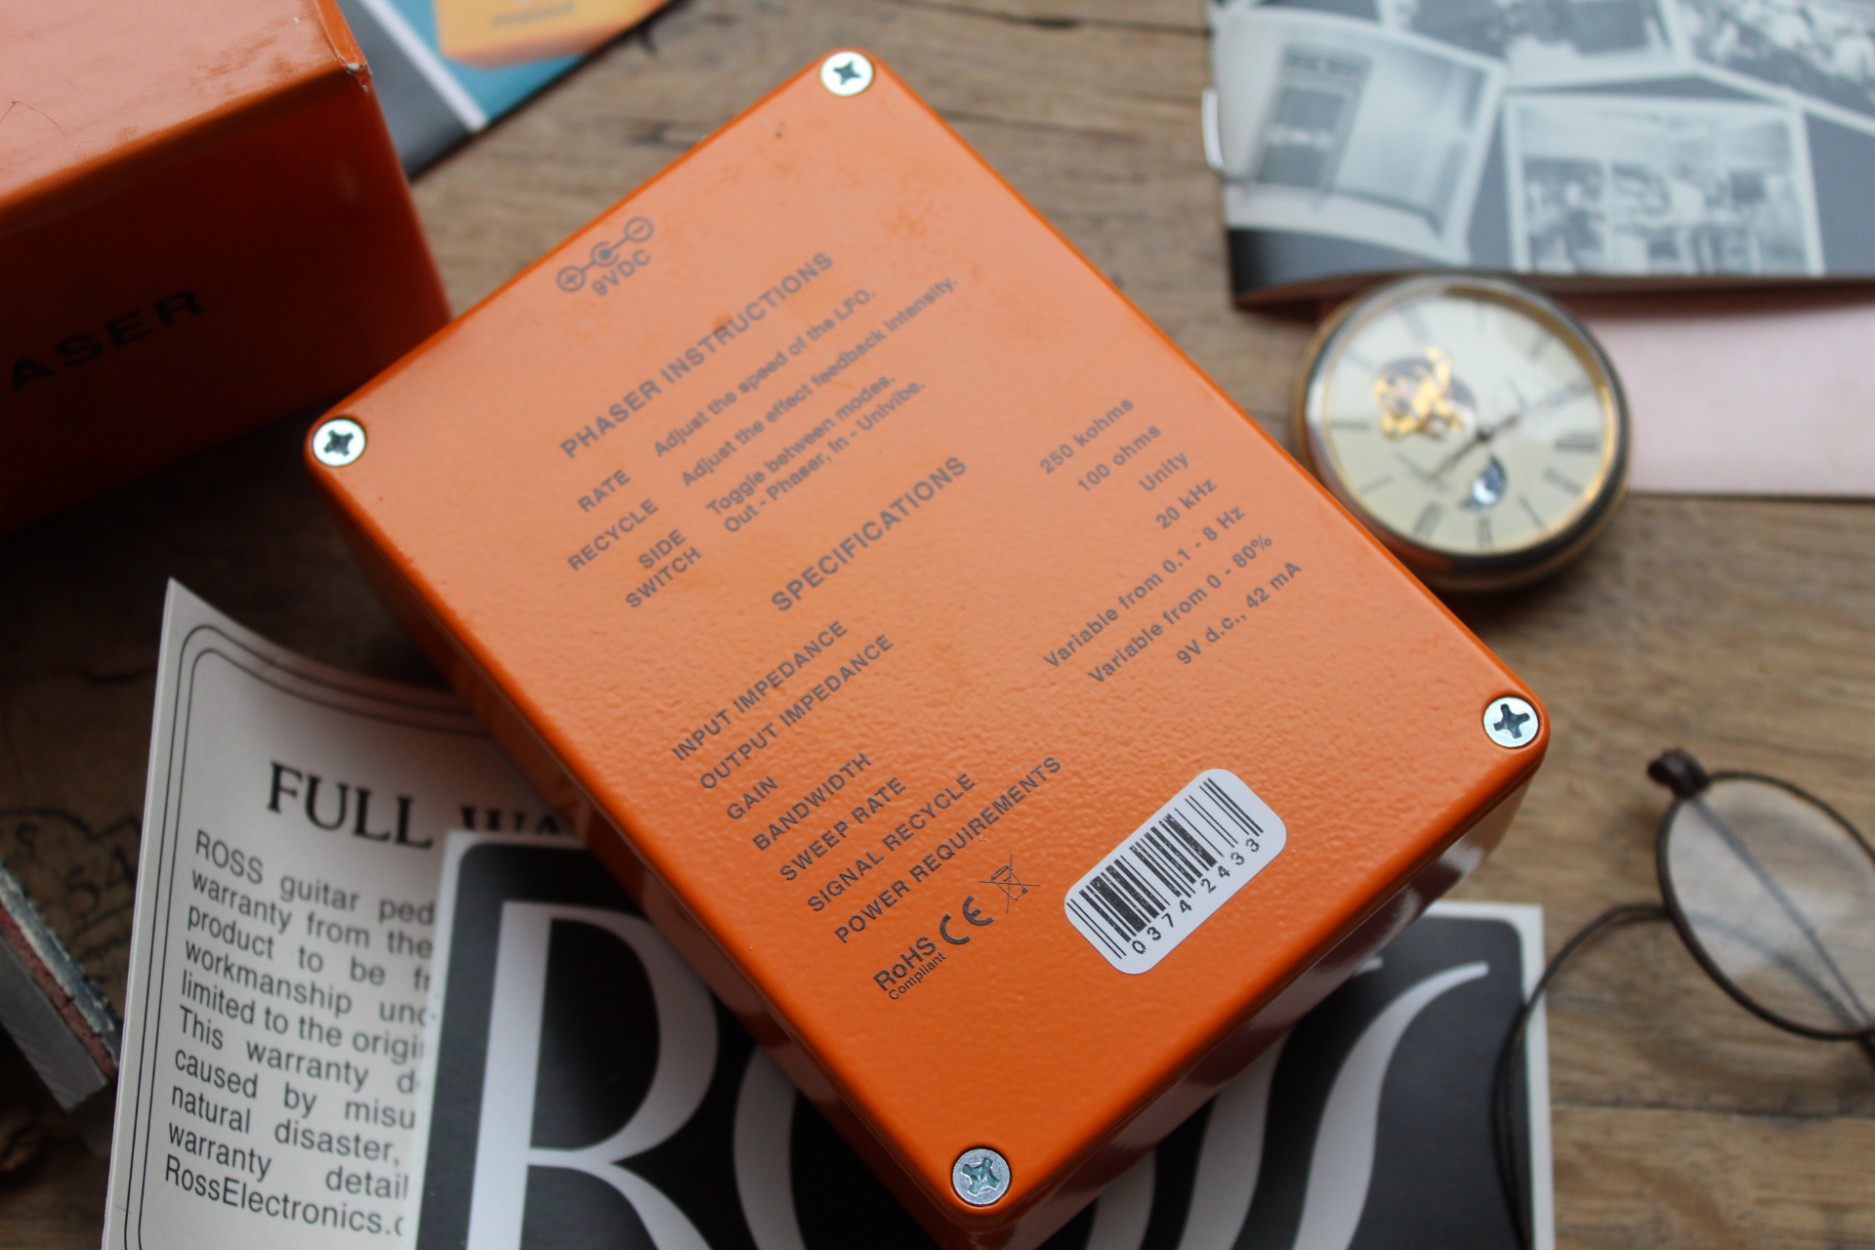 ASER
9VDC
PHASER INSTRUCTIONS
RATE Adjust the speed of the LFO.
RECYCLE Adjust the effect feedback intensity.
SIDE SWITCH Toggle between modes.
Out - Phaser, In - Univibe.
SPECIFICATIONS
INPUT IMPEDANCE 250 kohms
OUTPUT IMPEDANCE 100 ohms
GAIN Unity
BANDWIDTH 20 kHz
SWEEP RATE Variable from 0.1 - 8 Hz
SIGNAL RECYCLE Variable from 0 - 80%
POWER REQUIREMENTS 9V d.c., 42 mA
RoHS CE
Compliant
03742433
FULL WA
ROSS guitar ped
warranty from the
product to be fr
workmanship und
limited to the origi
This warranty d
caused by misu
natural disaster,
warranty detail
RossElectronics.c
ROSS
54